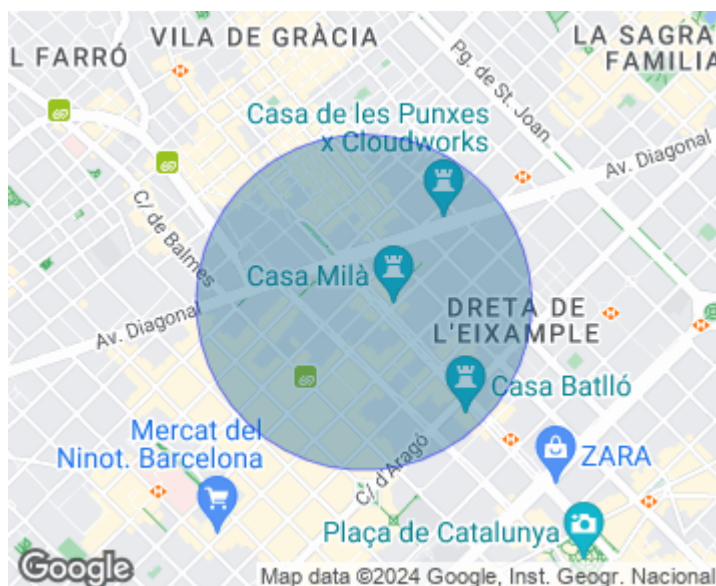 VILA DE GRÀCIA
LA SAGRA
FAMILIA
L FARRÓ
Pg. de St. Joan
Casa de les Punxes
x Cloudworks
Av. Diagonal
C/ de Balmes
Casa Milà
DRETA DE
L'EIXAMPLE
Av. Diagonal
Casa Batlló
Mercat del
Ninot. Barcelona
C/ d'Aragó
ZARA
Plaça de Catalunya
Google
Map data ©2024 Google, Inst. Geogr. Nacional